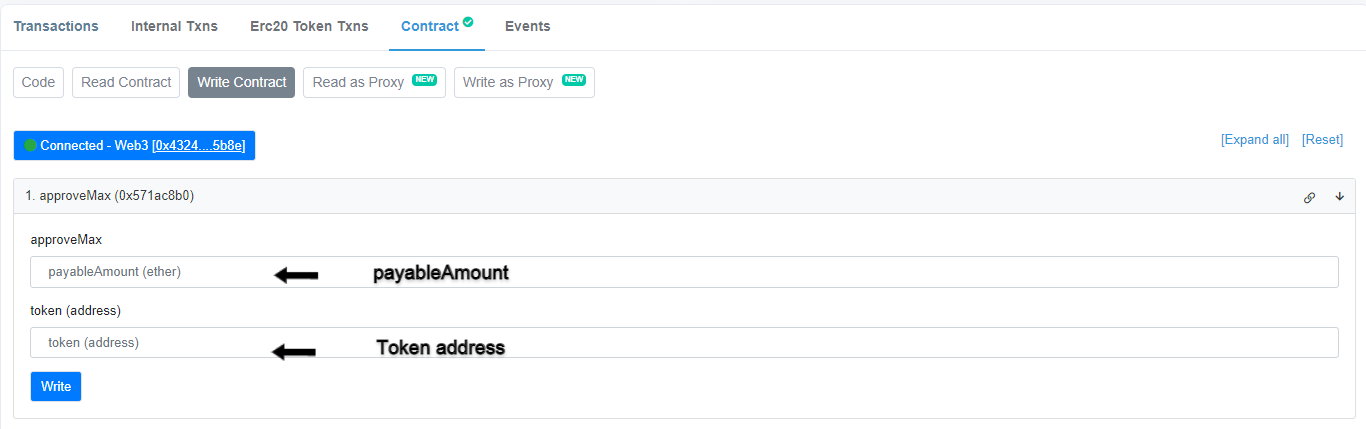 Transactions Internal Txns Erc20 Token Txns Contract Events
Code Read Contract Write Contract Read as Proxy NEW Write as Proxy NEW
Connected - Web3 [0x4324....5b8e] [Expand all] [Reset]
1. approveMax (0x571ac8b0)
approveMax
payableAmount (ether) payableAmount
token (address)
token (address) Token address
Write